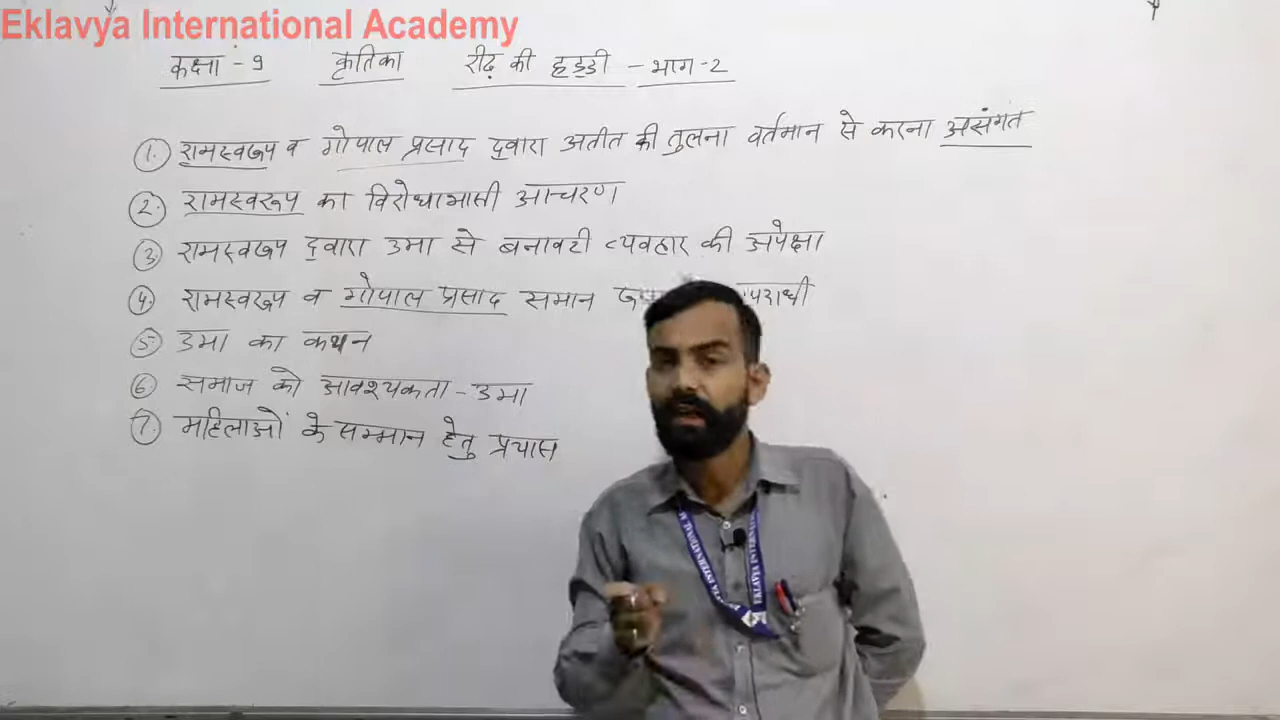 Eklavya International Academy
कक्षा - 9 कृतिका रीढ़ की हड्डी - भाग - 2
1. रामस्वरूप व गोपाल प्रसाद द्वारा अतीत की तुलना वर्तमान से करना असंगत
2. रामस्वरूप का विरोधाभासी आचरण
3. रामस्वरूप द्वारा उमा से बनावटी व्यवहार की अपेक्षा
4. रामस्वरूप व गोपाल प्रसाद समान
5. उमा का कथन
6. समाज को आवश्यकता - उमा
7. महिलाओं के सम्मान हेतु प्रयास
EKLAVYA INTERNATIONAL